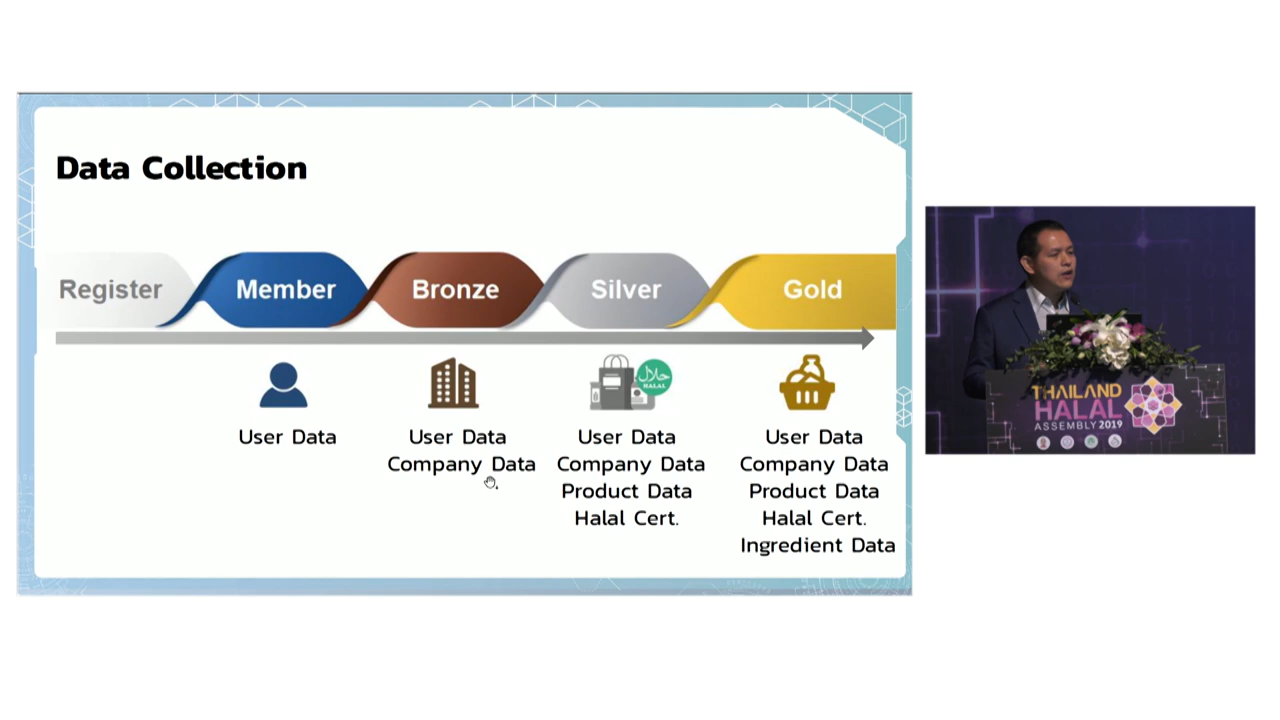 Data Collection
Register
Member
Bronze
Silver
Gold
حلال
HALAL
User Data
User Data
Company Data
User Data
Company Data
Product Data
Halal Cert.
User Data
Company Data
Product Data
Halal Cert.
Ingredient Data
THAILAND
HALAL
ASSEMBLY 2019